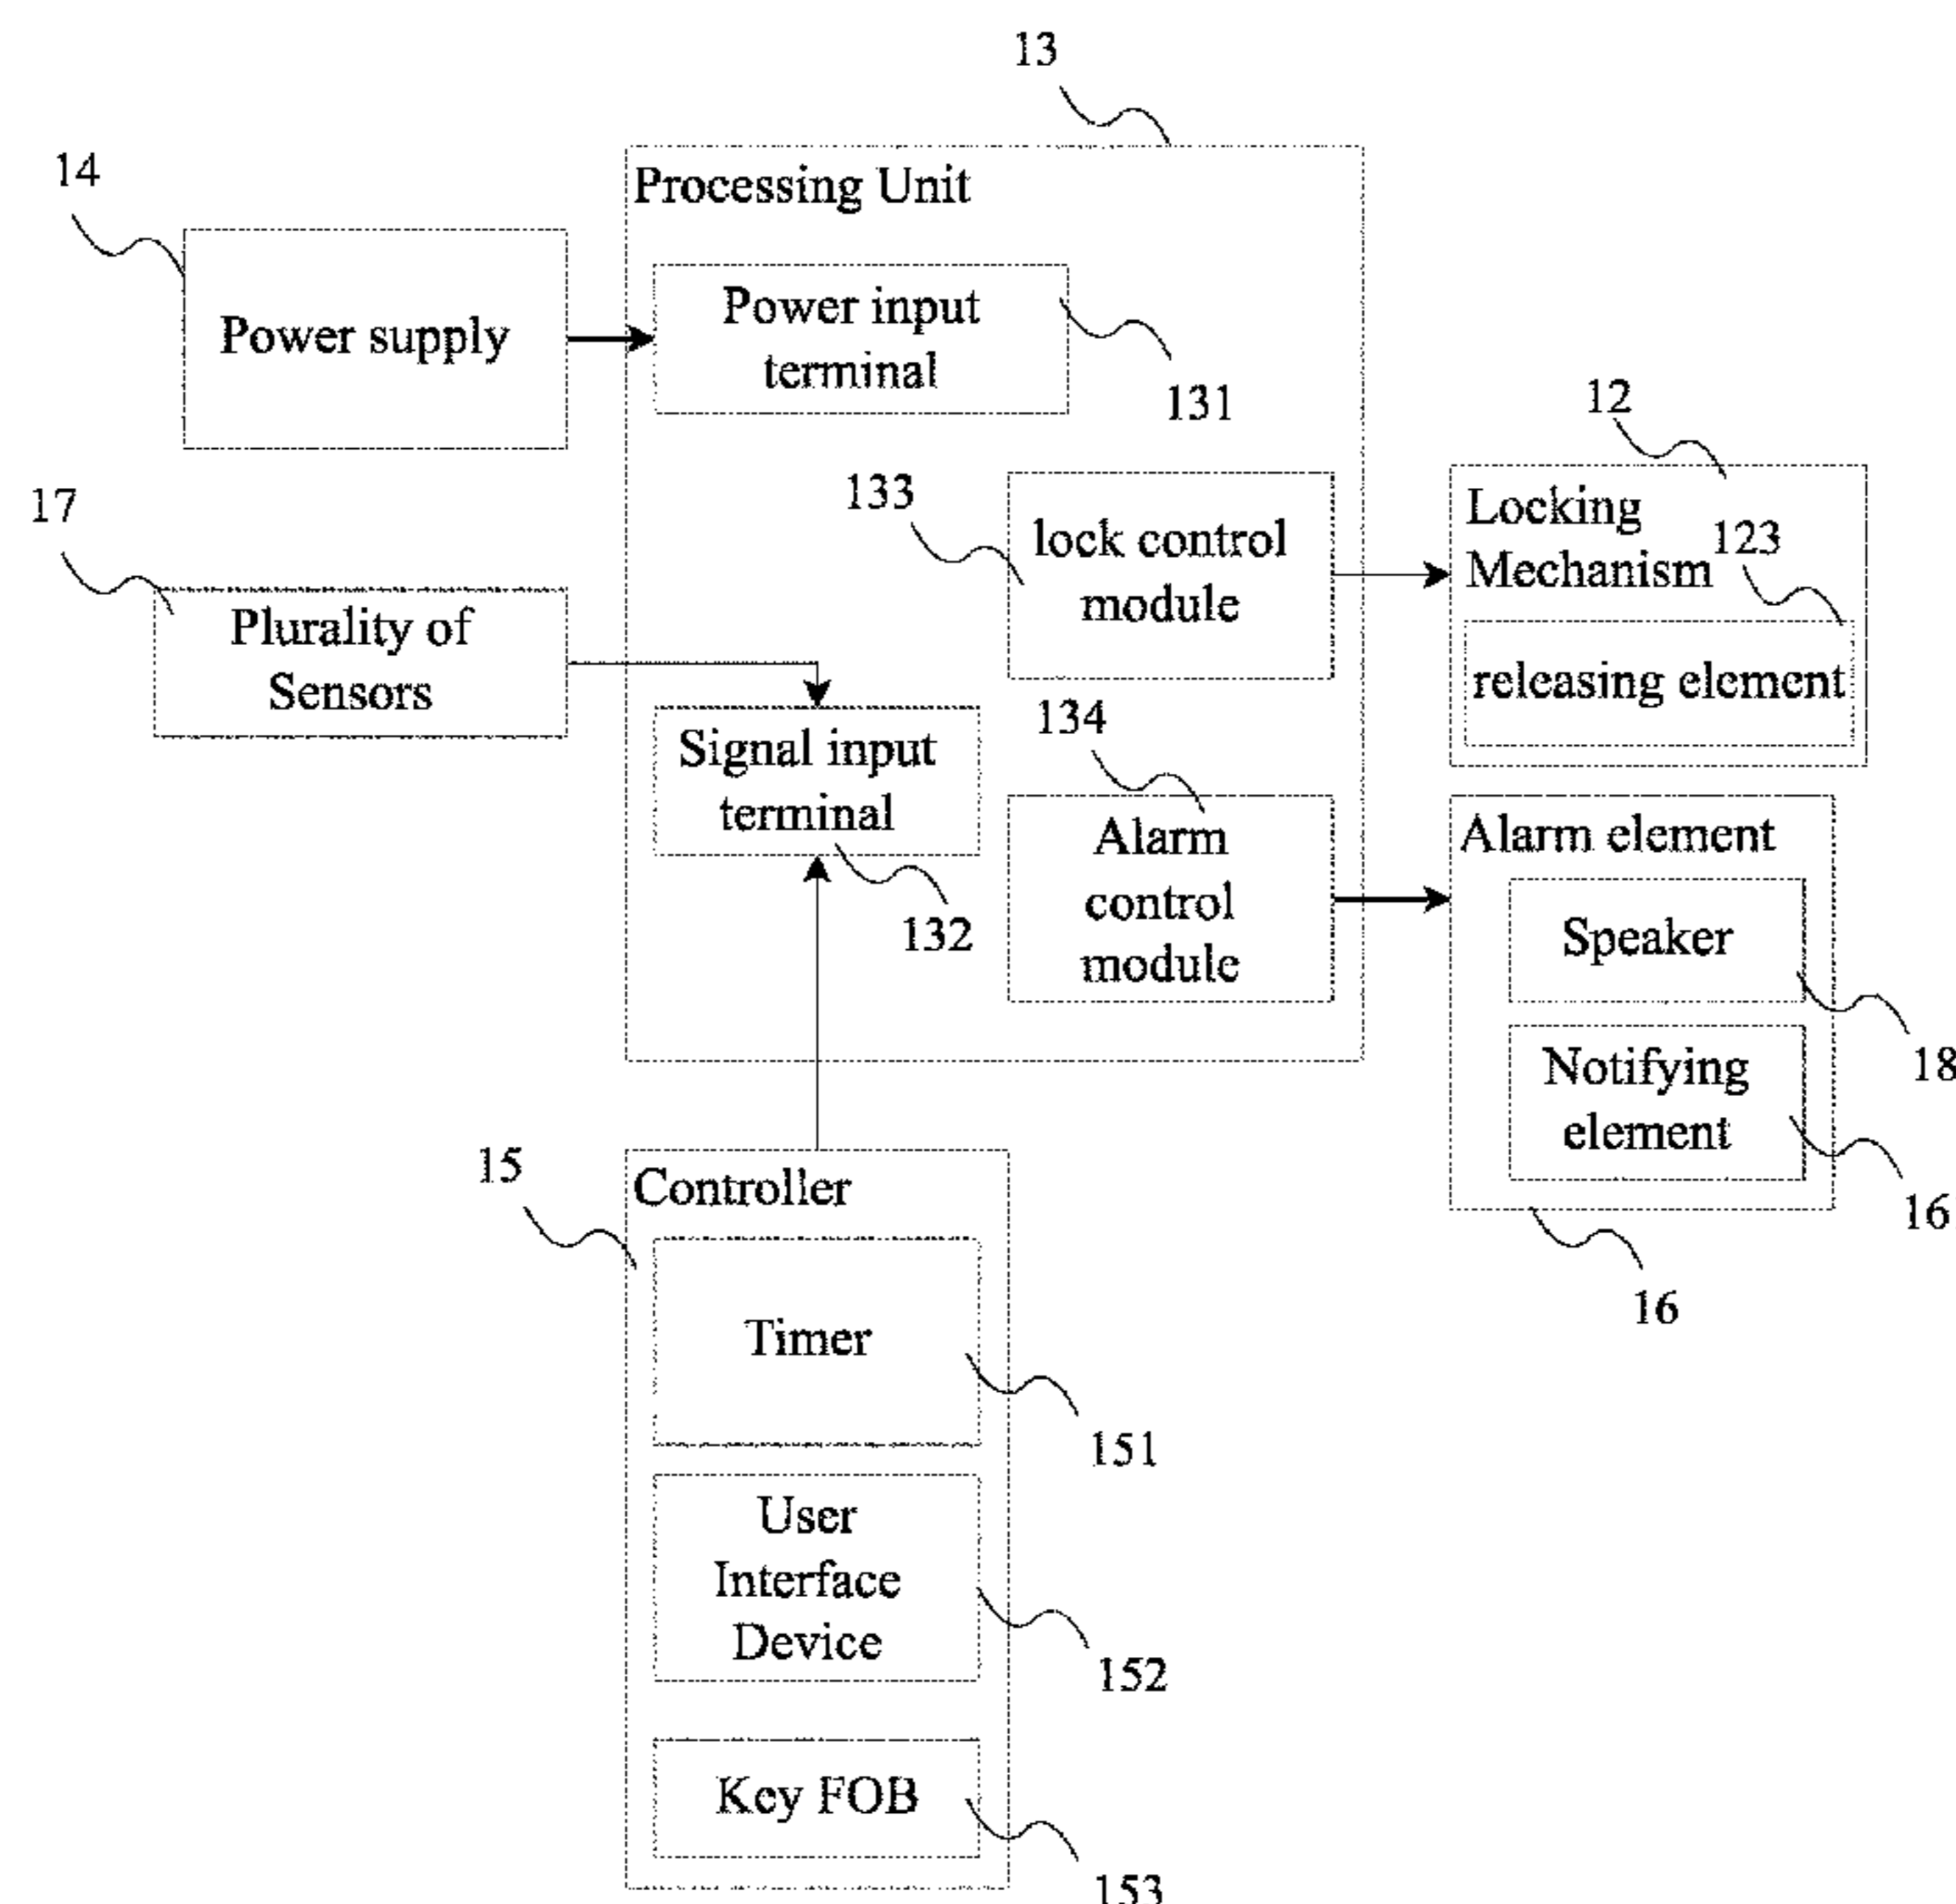 13
14
Processing Unit
Power supply
Power input
terminal
131
12
17
133
lock control
module
Locking
Mechanism
123
releasing element
Plurality of
Sensors
134
Signal input
terminal
132
Alarm
control
module
Alarm element
Speaker
18
Notifying
element
16
16
15
Controller
Timer
151
User
Interface
Device
152
Key FOB
153